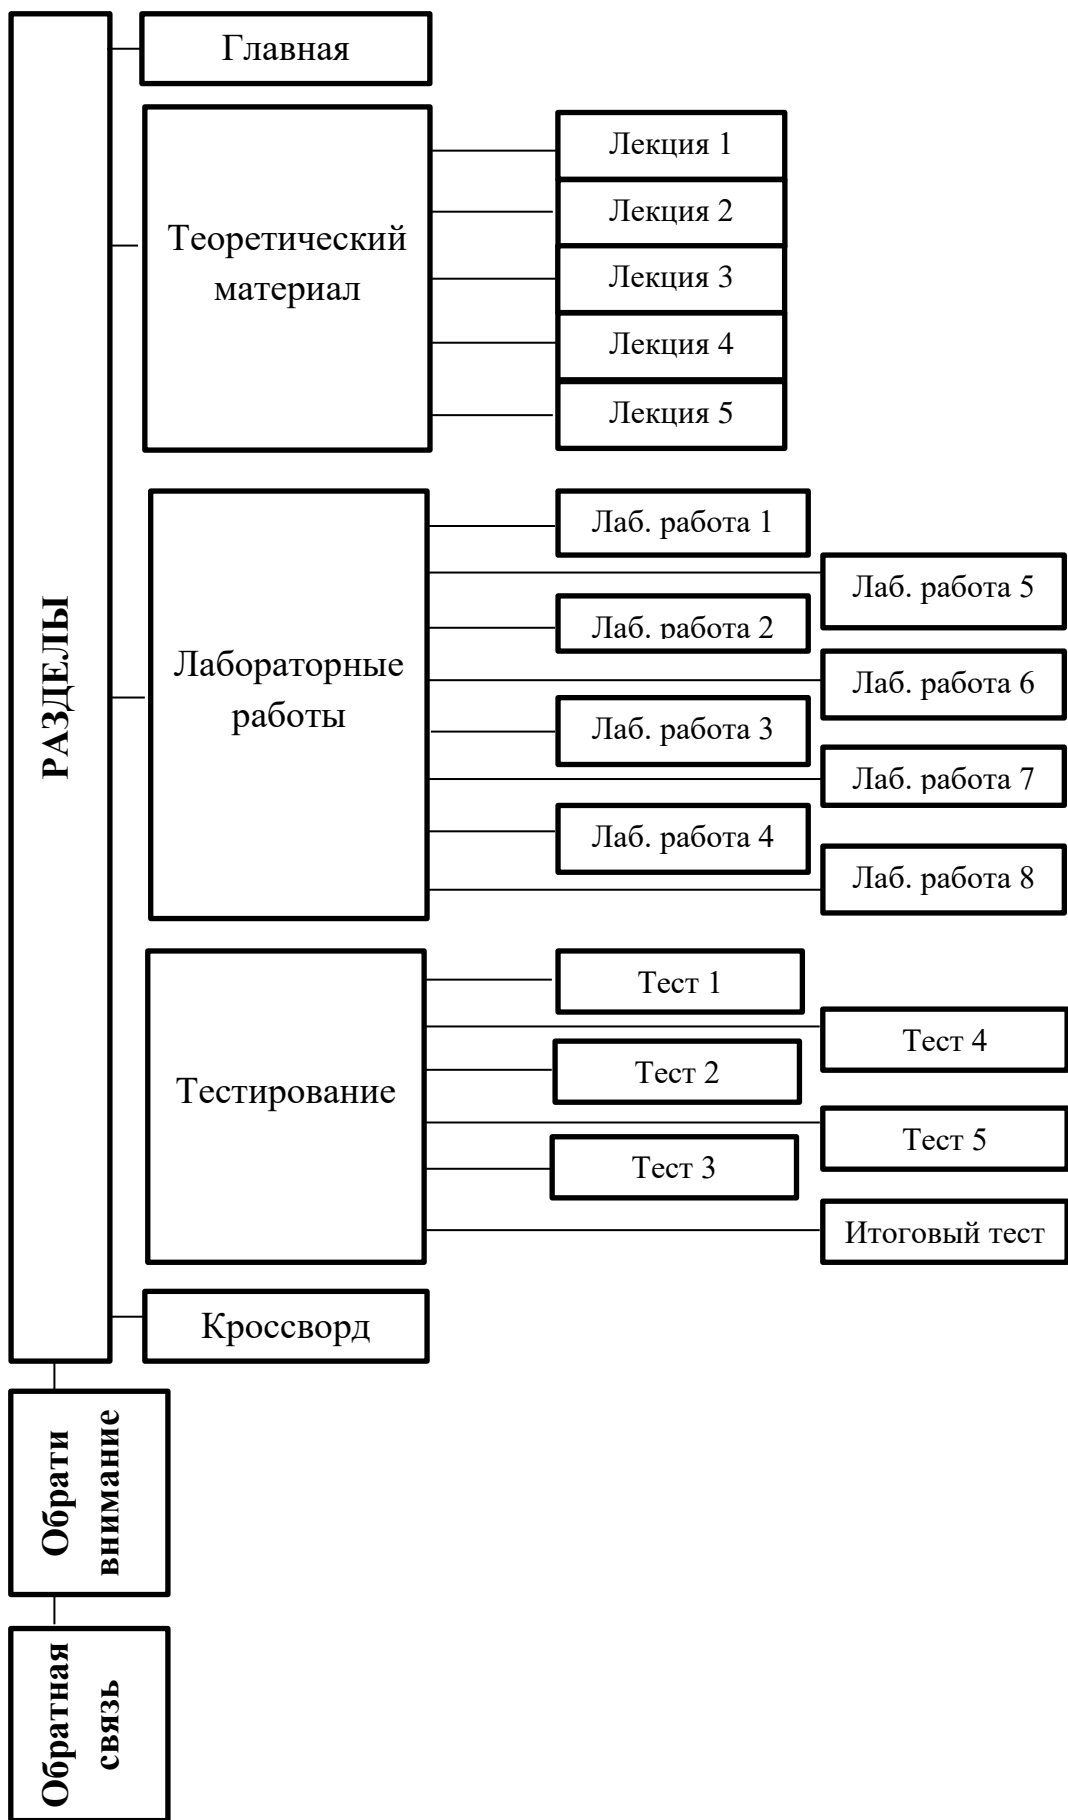 РАЗДЕЛЫ
Главная
Теоретический
материал
Лекция 1
Лекция 2
Лекция 3
Лекция 4
Лекция 5
Лабораторные
работы
Лаб. работа 1
Лаб. работа 5
Лаб. работа 2
Лаб. работа 6
Лаб. работа 3
Лаб. работа 7
Лаб. работа 4
Лаб. работа 8
Тестирование
Тест 1
Тест 4
Тест 2
Тест 5
Тест 3
Итоговый тест
Кроссворд
Обрати
внимание
Обратная
связь